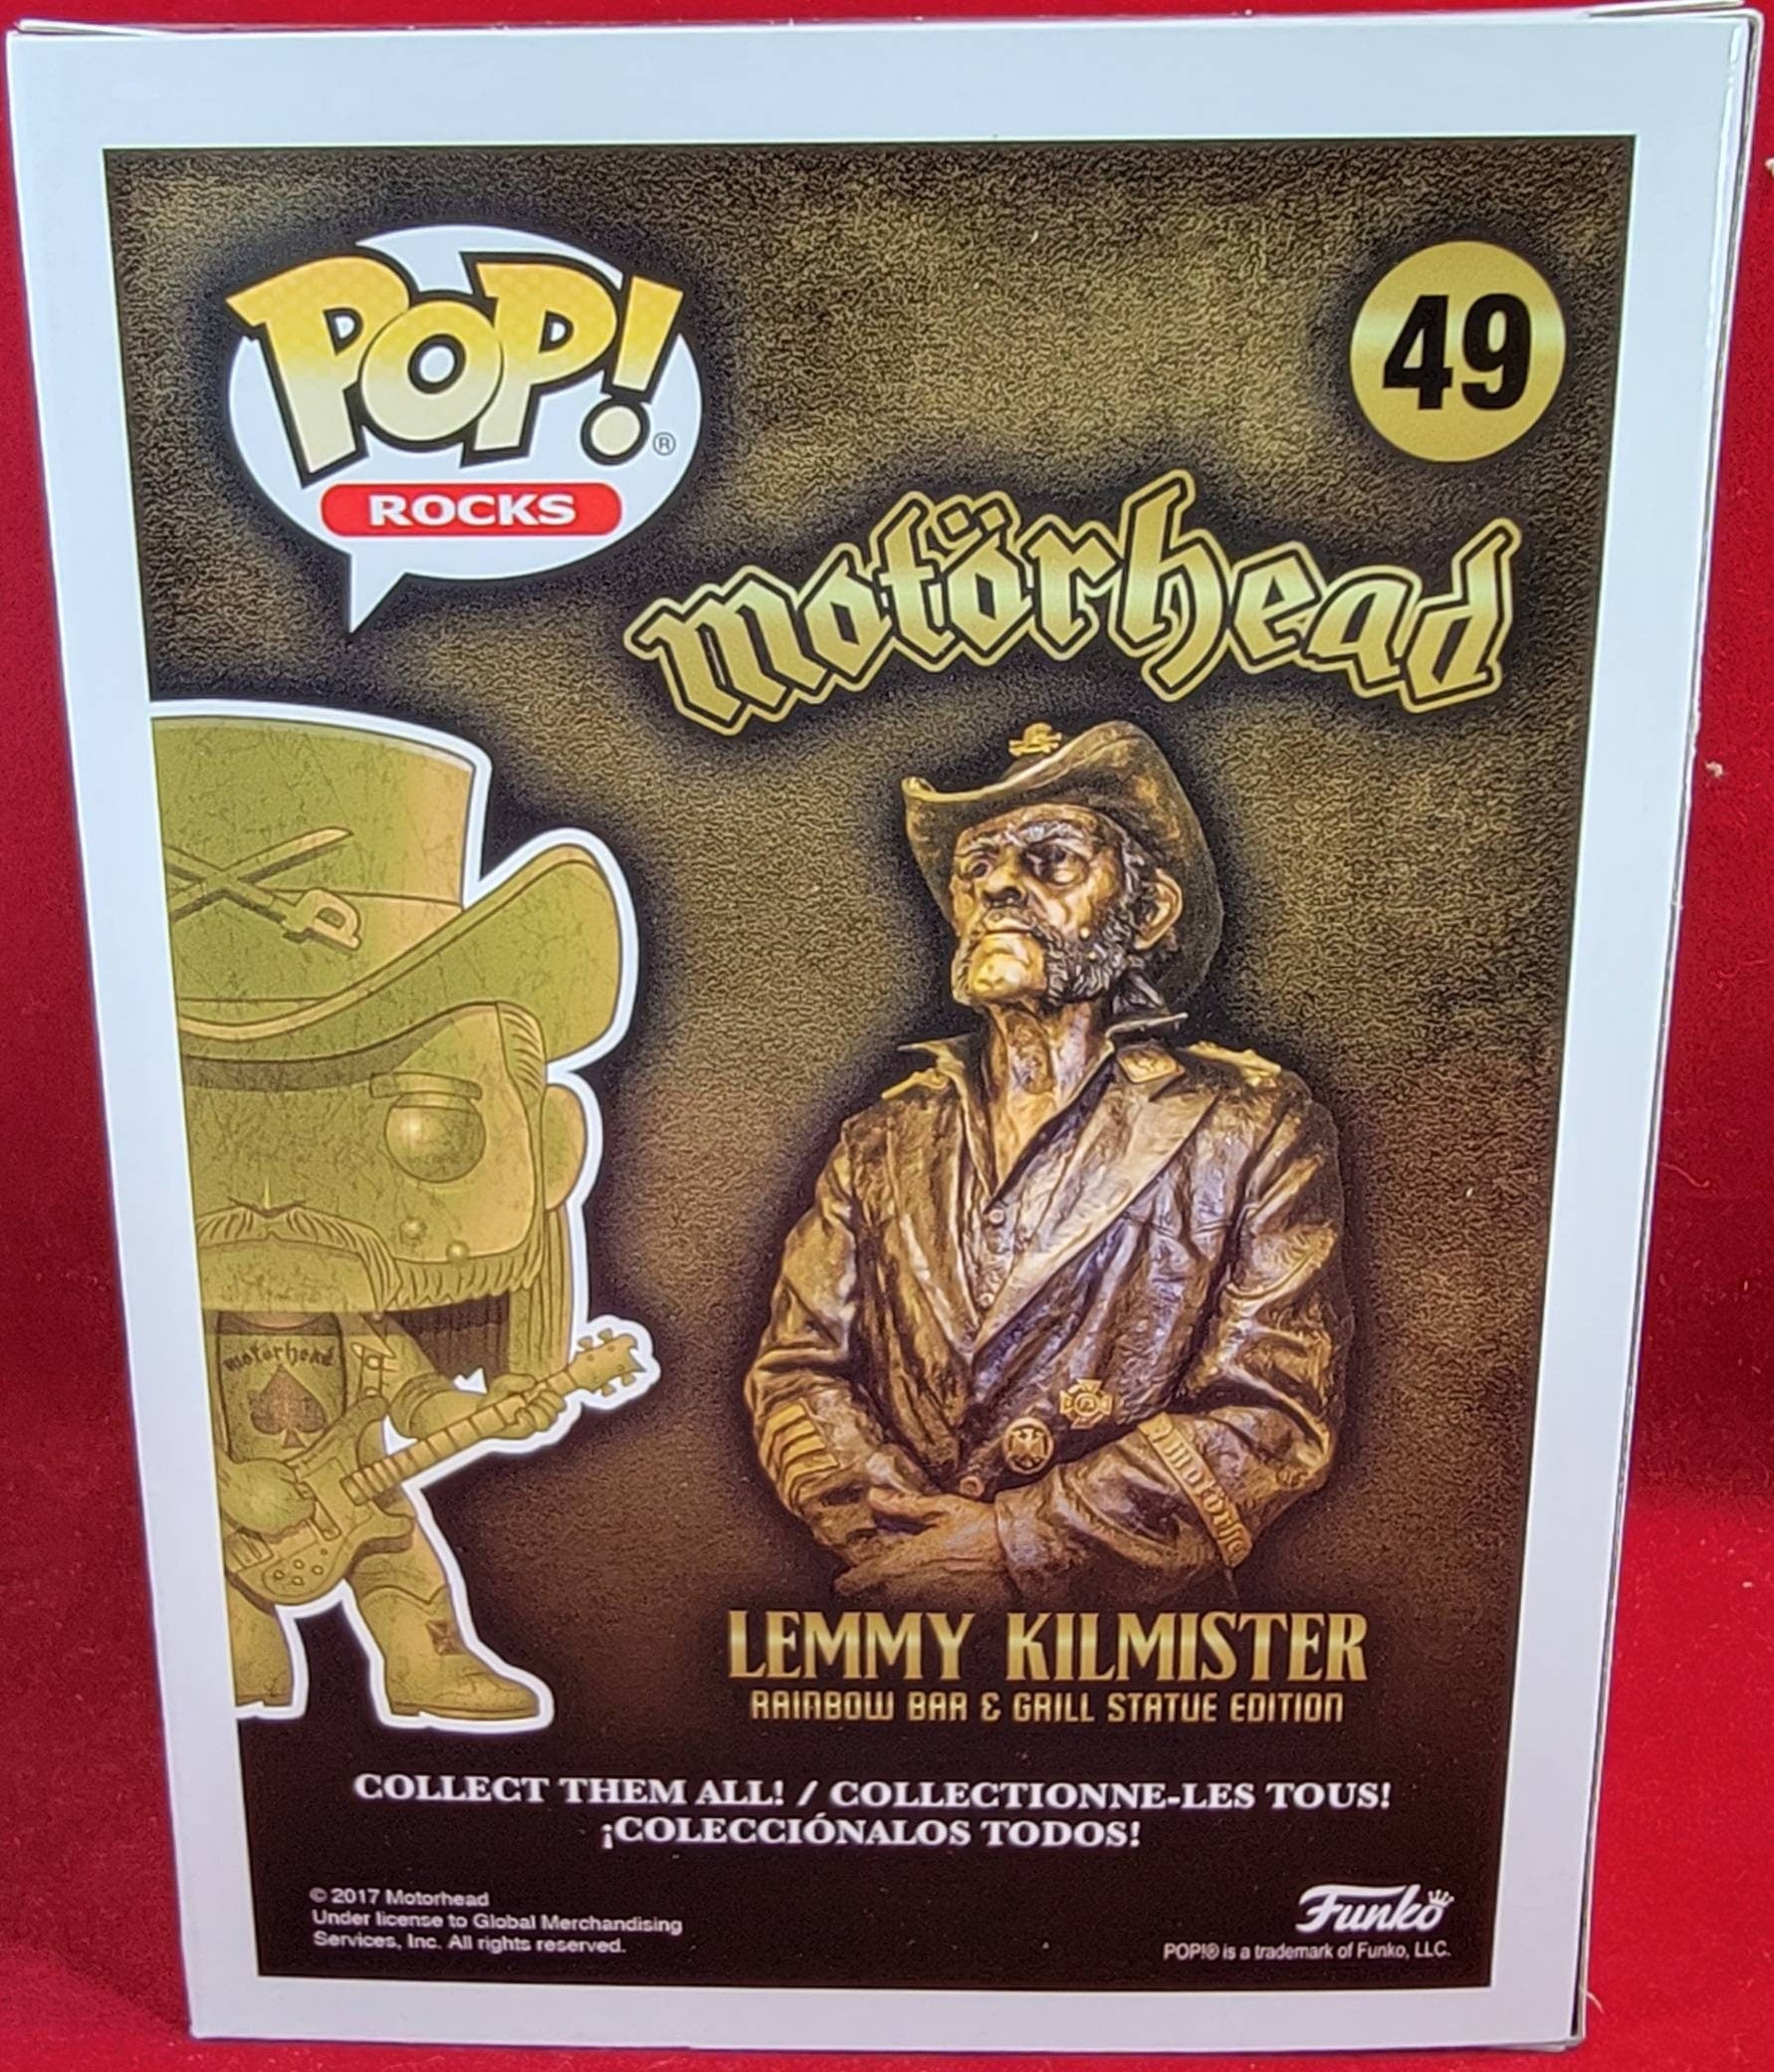 POP!®
ROCKS
49
motörhead
motörhead
LEMMY KILMISTER
RAINBOW BAR & GRILL STATUE EDITION
COLLECT THEM ALL! / COLLECTIONNE-LES TOUS!
¡COLECCIÓNALOS TODOS!
© 2017 Motorhead
Under license to Global Merchandising
Services, Inc. All rights reserved.
Funko
POP!® is a trademark of Funko, LLC.